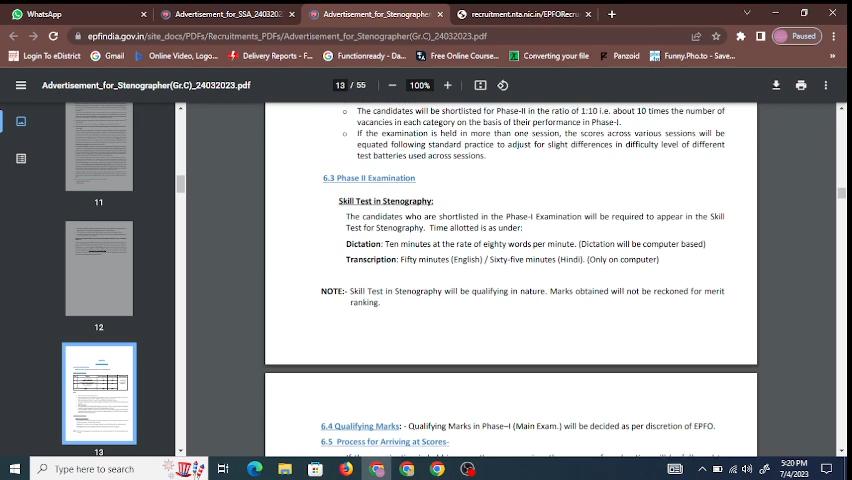 WhatsApp
Advertisement_for_SSA_2403202
Advertisement_for_Stenographer
recruitment.nta.nic.in/EPFORecru
epfindia.gov.in/site_docs/PDFs/Recruitments_PDFs/Advertisement_for_Stenographer(Gr.C)_24032023.pdf
Paused
Login To eDistrict
Gmail
Online Video, Logo...
Delivery Reports - F...
Functionready - Da...
Free Online Course...
Converting your file
Panzoid
Funny.Pho.to - Save...
Advertisement_for_Stenographer(Gr.C)_24032023.pdf
13 / 55
100%
11
12
13
o The candidates will be shortlisted for Phase-II in the ratio of 1:10 i.e. about 10 times the number of
vacancies in each category on the basis of their performance in Phase-I.
o If the examination is held in more than one session, the scores across various sessions will be
equated following standard practice to adjust for slight differences in difficulty level of different
test batteries used across sessions.
6.3 Phase II Examination
Skill Test in Stenography:
The candidates who are shortlisted in the Phase-I Examination will be required to appear in the Skill
Test for Stenography. Time allotted is as under:
Dictation: Ten minutes at the rate of eighty words per minute. (Dictation will be computer based)
Transcription: Fifty minutes (English) / Sixty-five minutes (Hindi). (Only on computer)
NOTE:- Skill Test in Stenography will be qualifying in nature. Marks obtained will not be reckoned for merit
ranking.
6.4 Qualifying Marks: - Qualifying Marks in Phase–I (Main Exam.) will be decided as per discretion of EPFO.
6.5 Process for Arriving at Scores-
Type here to search
5:20 PM
7/4/2023